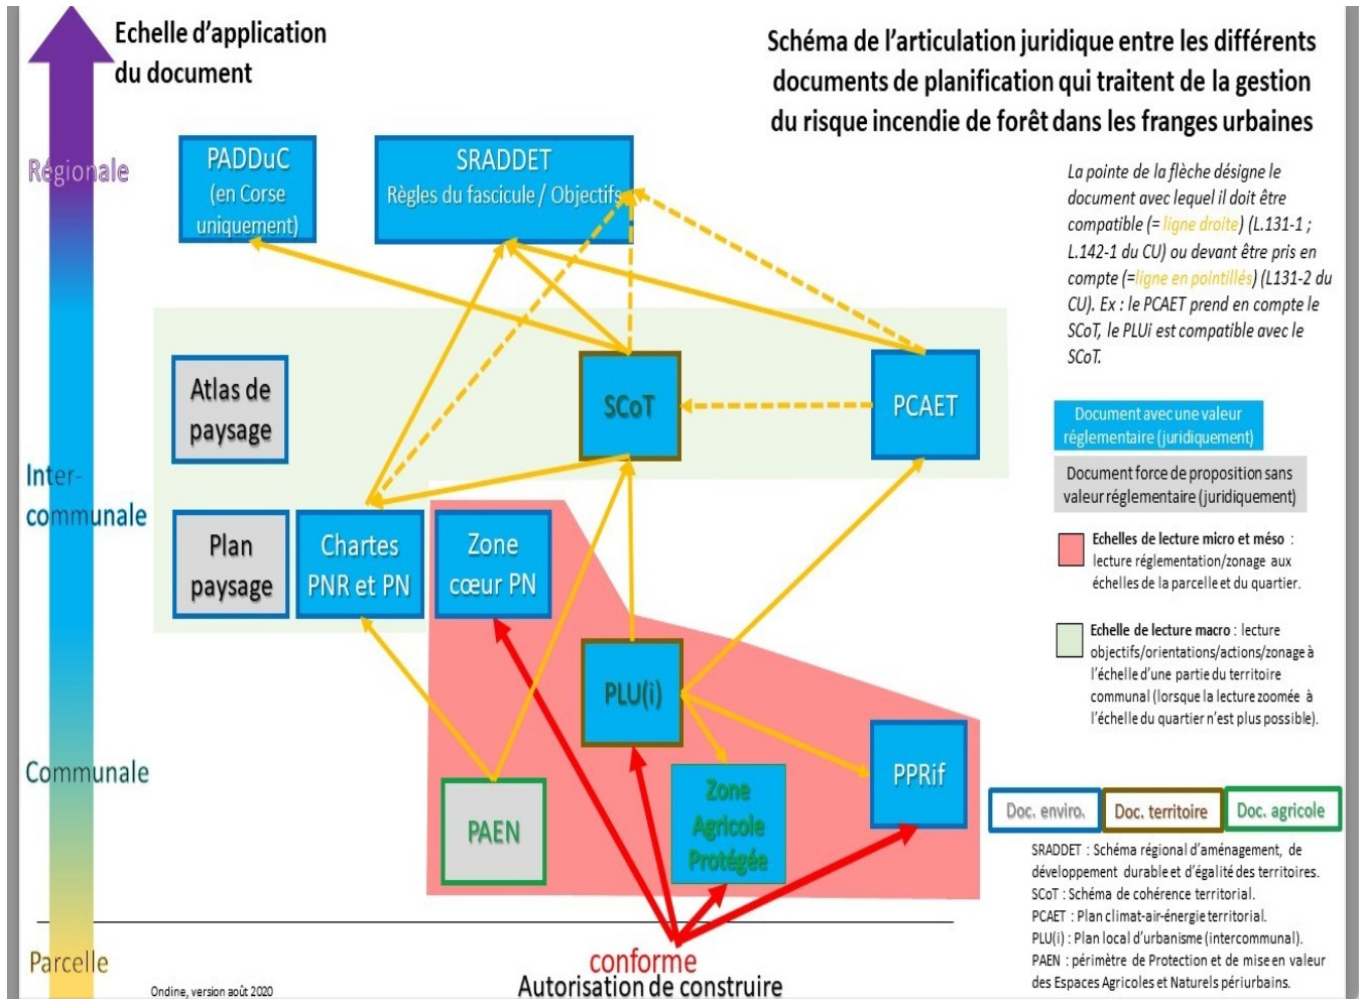 Echelle d'application
du document
Schéma de l'articulation juridique entre les différents
documents de planification qui traitent de la gestion
du risque incendie de forêt dans les franges urbaines
Régionale
PADDuC
(en Corse
uniquement)
SRADDET
Règles du fascicule / Objectifs
La pointe de la flèche désigne le
document avec lequel il doit être
compatible (= ligne droite) (L.131-1 ;
L.142-1 du CU) ou devant être pris en
compte (=ligne en pointillés) (L131-2 du
CU). Ex : le PCAET prend en compte le
SCoT, le PLUi est compatible avec le
SCoT.
Atlas de
paysage
SCoT
PCAET
Document avec une valeur
réglementaire (juridiquement)
Document force de proposition sans
valeur réglementaire (juridiquement)
Inter-
communale
Plan
paysage
Chartes
PNR et PN
Zone
cœur PN
Echelles de lecture micro et méso :
lecture réglementation/zonage aux
échelles de la parcelle et du quartier.
Echelle de lecture macro : lecture
objectifs/orientations/actions/zonage à
l'échelle d'une partie du territoire
communal (lorsque la lecture zoomée à
l'échelle du quartier n'est plus possible).
PLU(i)
Communale
PAEN
Zone
Agricole
Protégée
PPRif
Doc. enviro.
Doc. territoire
Doc. agricole
SRADDET : Schéma régional d'aménagement, de
développement durable et d'égalité des territoires.
SCoT : Schéma de cohérence territorial.
PCAET : Plan climat-air-énergie territorial.
PLU(i) : Plan local d'urbanisme (intercommunal).
PAEN : périmètre de Protection et de mise en valeur
des Espaces Agricoles et Naturels périurbains.
Parcelle
conforme
Autorisation de construire
Ondine, version août 2020